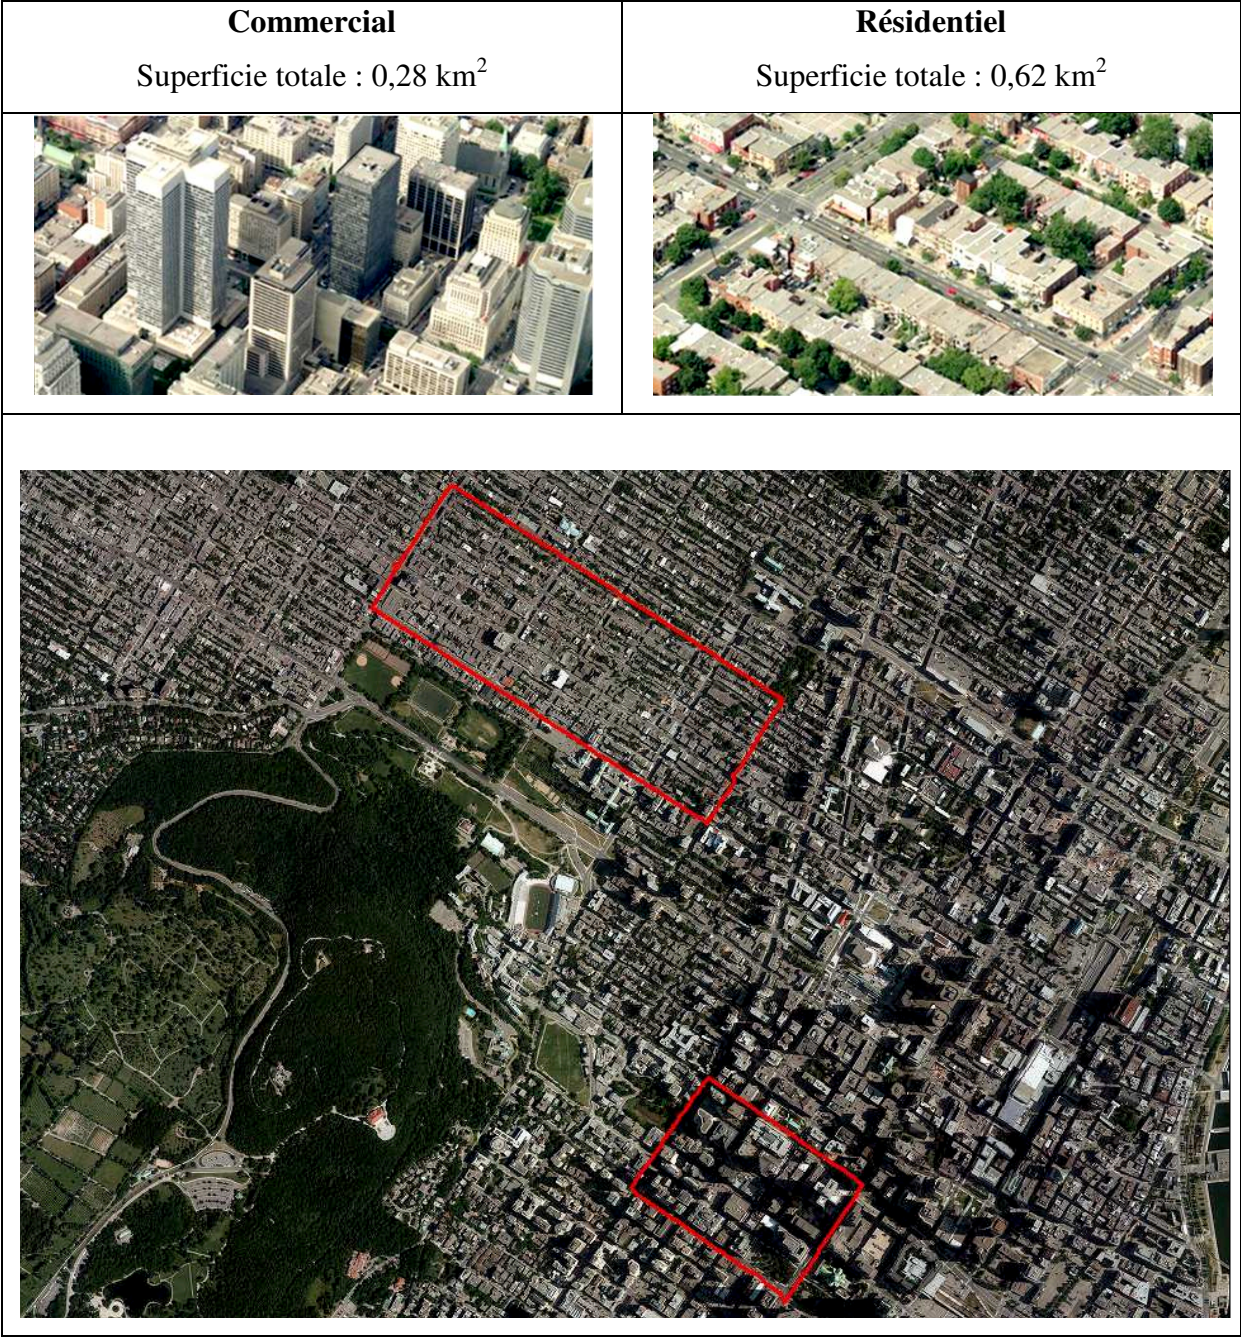 Commercial
Superficie totale : 0,28 km²
Résidentiel
Superficie totale : 0,62 km²